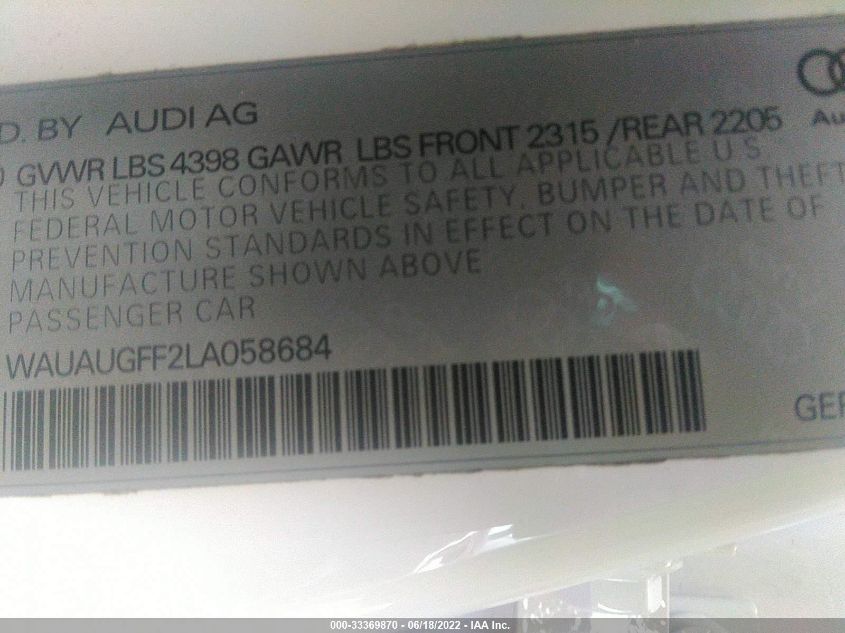 D. BY AUDI AG
GVWR LBS 4398 GAWR LBS FRONT 2315 /REAR 2205
THIS VEHICLE CONFORMS TO ALL APPLICABLE U S
FEDERAL MOTOR VEHICLE SAFETY, BUMPER AND THEFT
PREVENTION STANDARDS IN EFFECT ON THE DATE OF
MANUFACTURE SHOWN ABOVE
PASSENGER CAR
WAUAUGFF2LA058684
Au
GER
000-33369870 - 06/18/2022 - IAA Inc.